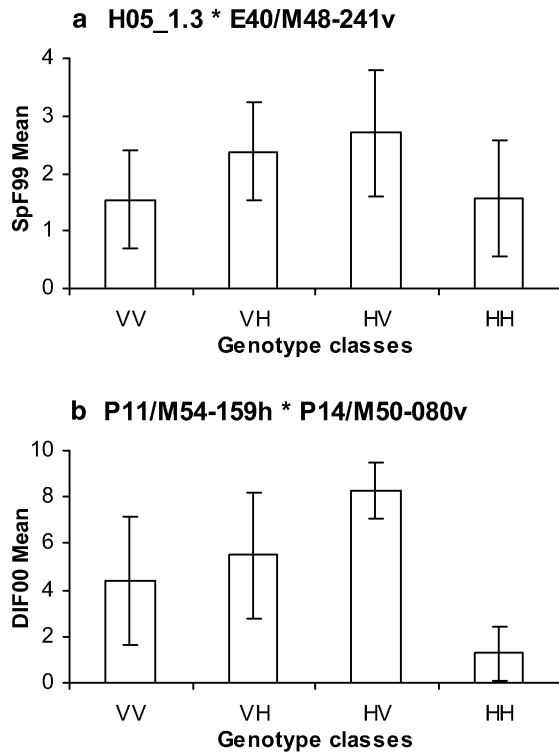 a H05_1.3 * E40/M48-241v
4
3
2
1
0
SpF99 Mean
VV VH HV HH
Genotype classes
b P11/M54-159h * P14/M50-080v
10
8
6
4
2
0
DIF00 Mean
VV VH HV HH
Genotype classes